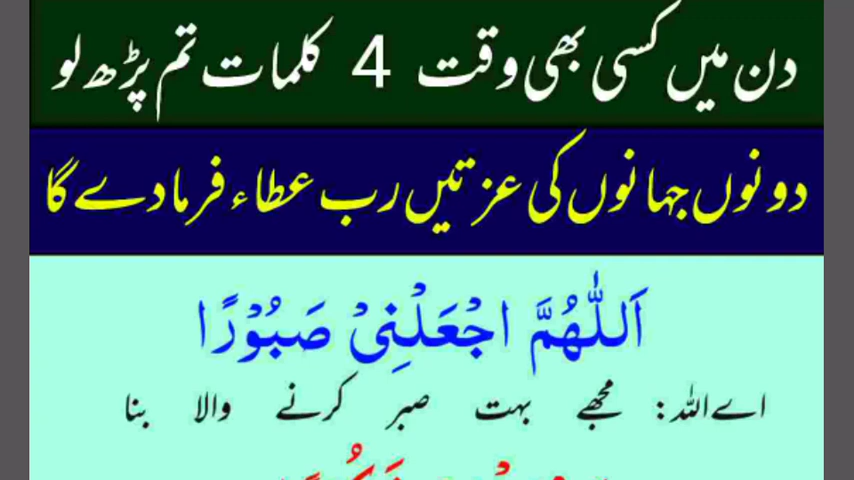 دن میں کسی بھی وقت 4 کلمات تم پڑھ لو
دونوں جہانوں کی عزتیں رب عطاء فرمادے گا
اَللّٰهُمَّ اجْعَلْنِیْ صَبُوْرًا
اے اللہ: مجھے بہت صبر کرنے والا بنا